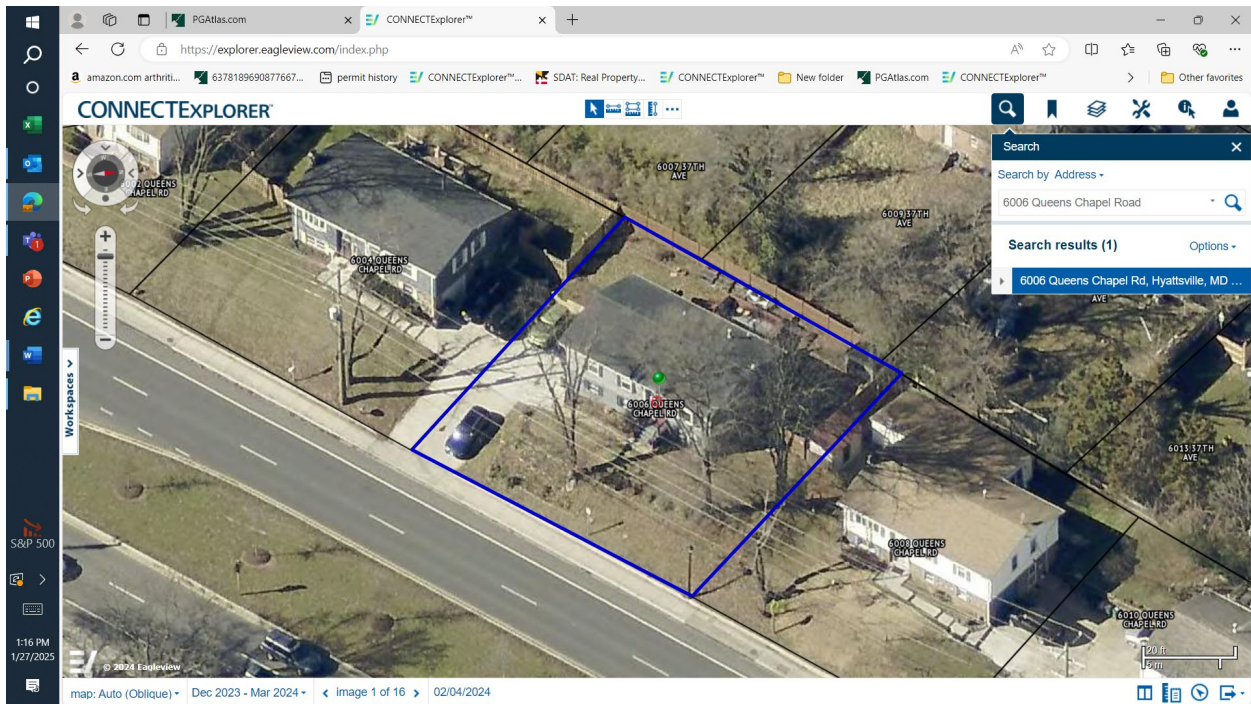 PGAtlas.com
CONNECTExplorer™
https://explorer.eagleview.com/index.php
amazon.com arthriti...
6378189690877667...
permit history
CONNECTExplorer™...
SDAT: Real Property...
CONNECTExplorer™
New folder
PGAtlas.com
CONNECTExplorer™
Other favorites
CONNECTEXPLORER™
Search
Search by Address
6006 Queens Chapel Road
Search results (1)
Options
6006 Queens Chapel Rd, Hyattsville, MD ...
6007 37TH
AVE
6009 37TH
AVE
AVE
6002 QUEENS
CHAPEL RD
6004 QUEENS
CHAPEL RD
6006 QUEENS
CHAPEL RD
6013 37TH
AVE
6008 QUEENS
CHAPEL RD
6010 QUEENS
CHAPEL RD
Workspaces
20 ft
5 m
© 2024 Eagleview
S&P 500
1:16 PM
1/27/2025
map: Auto (Oblique)
Dec 2023 - Mar 2024
image 1 of 16
02/04/2024